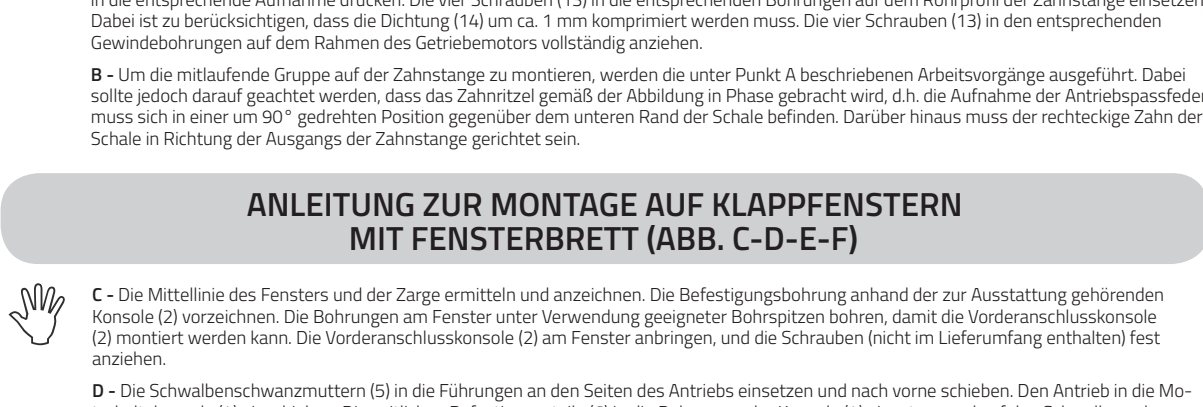 in die entsprechende Aufnahme drücken. Die vier Schrauben (13) in die entsprechenden Bohrungen auf dem Rohrprofil der Zahnstange einsetzen
Dabei ist zu berücksichtigen, dass die Dichtung (14) um ca. 1 mm komprimiert werden muss. Die vier Schrauben (13) in den entsprechenden
Gewindebohrungen auf dem Rahmen des Getriebemotors vollständig anziehen.
B - Um die mitlaufende Gruppe auf der Zahnstange zu montieren, werden die unter Punkt A beschriebenen Arbeitsvorgänge ausgeführt. Dabei
sollte jedoch darauf geachtet werden, dass das Zahnritzel gemäß der Abbildung in Phase gebracht wird, d.h. die Aufnahme der Antriebspassfeder
muss sich in einer um 90° gedrehten Position gegenüber dem unteren Rand der Schale befinden. Darüber hinaus muss der rechteckige Zahn der
Schale in Richtung der Ausgangs der Zahnstange gerichtet sein.
ANLEITUNG ZUR MONTAGE AUF KLAPPFENSTERN
MIT FENSTERBRETT (ABB. C-D-E-F)
C - Die Mittellinie des Fensters und der Zarge ermitteln und anzeichnen. Die Befestigungsbohrung anhand der zur Ausstattung gehörenden
Konsole (2) vorzeichnen. Die Bohrungen am Fenster unter Verwendung geeigneter Bohrspitzen bohren, damit die Vorderanschlusskonsole
(2) montiert werden kann. Die Vorderanschlusskonsole (2) am Fenster anbringen, und die Schrauben (nicht im Lieferumfang enthalten) fest
anziehen.
D - Die Schwalbenschwanzmuttern (5) in die Führungen an den Seiten des Antriebs einsetzen und nach vorne schieben. Den Antrieb in die Mo-